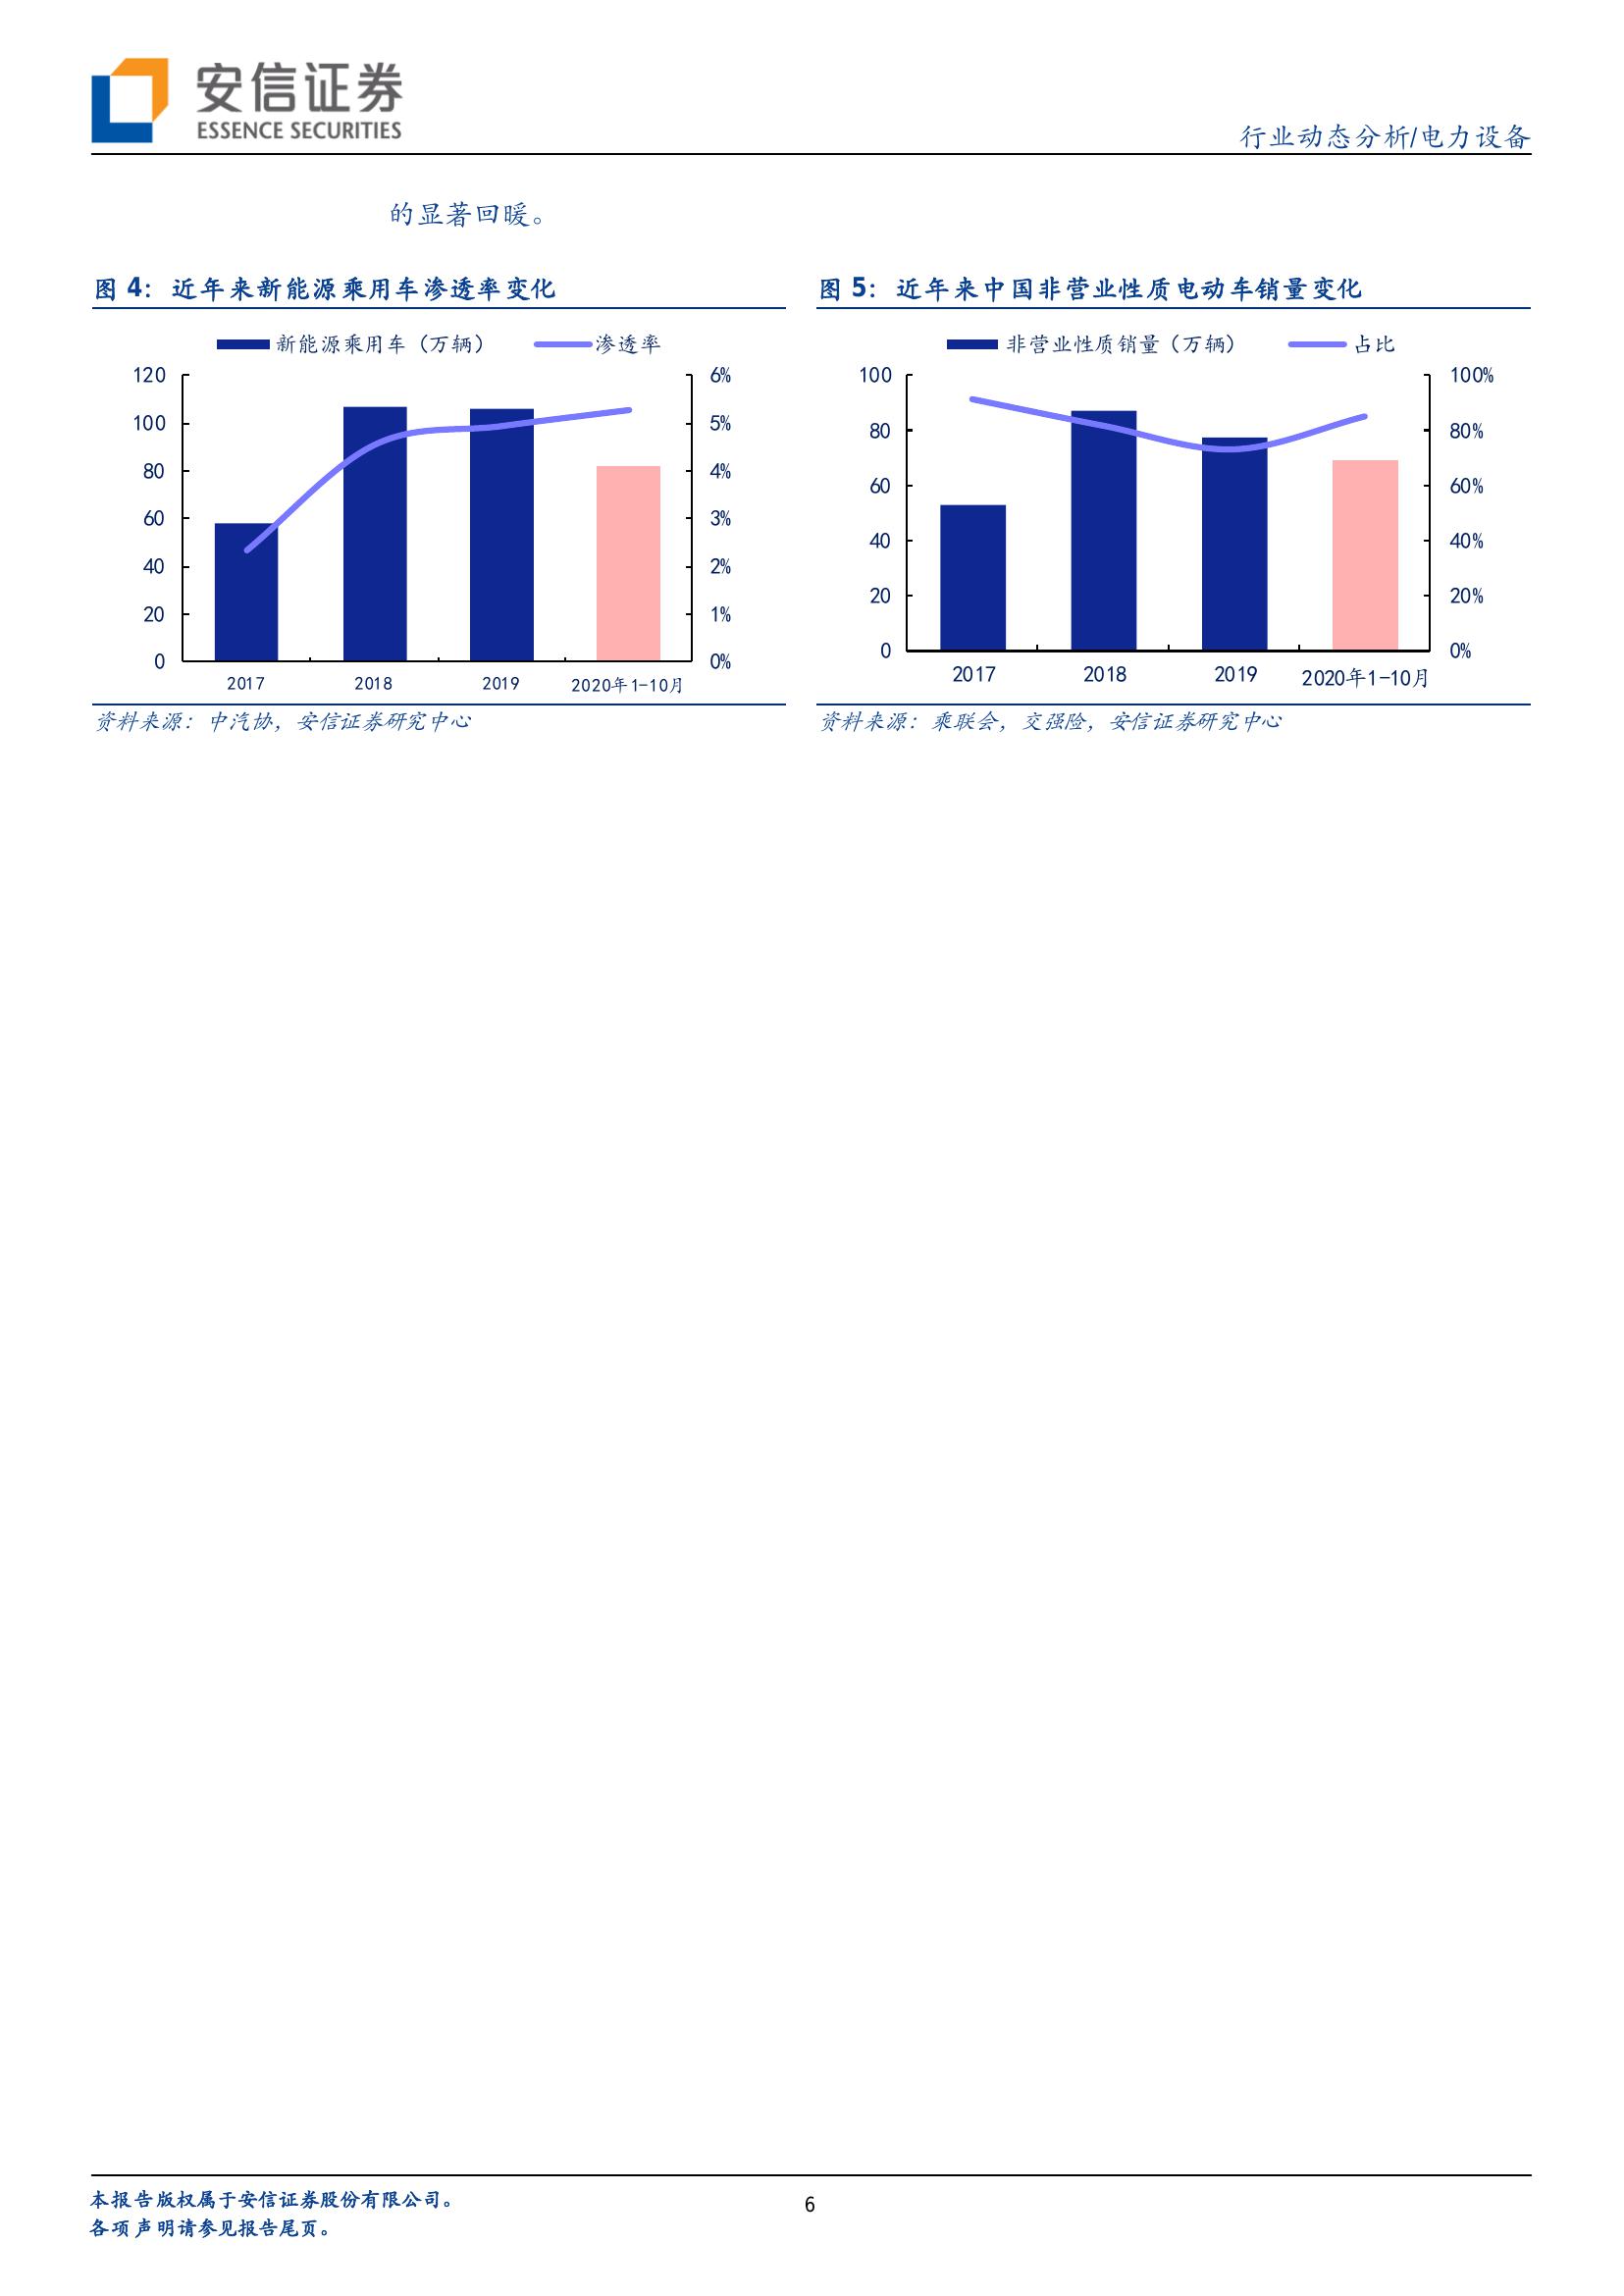 安信证券
ESSENCE SECURITIES
行业动态分析/电力设备
的显著回暖。
图 4：近年来新能源乘用车渗透率变化
新能源乘用车（万辆） 渗透率
120
100
80
60
40
20
0
6%
5%
4%
3%
2%
1%
0%
2017 2018 2019 2020年1-10月
资料来源：中汽协，安信证券研究中心
图 5：近年来中国非营业性质电动车销量变化
非营业性质销量（万辆） 占比
100
80
60
40
20
0
100%
80%
60%
40%
20%
0%
2017 2018 2019 2020年1-10月
资料来源：乘联会，交强险，安信证券研究中心
本报告版权属于安信证券股份有限公司。
各项声明请参见报告尾页。
6